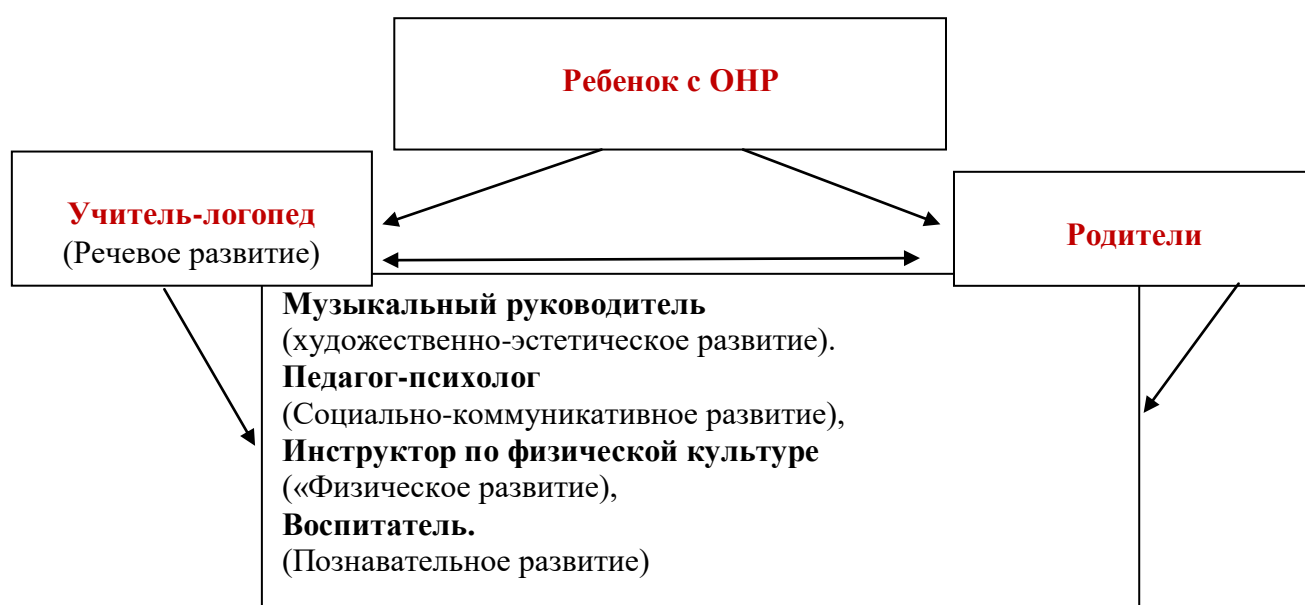 Ребенок с ОНР
Учитель-логопед
(Речевое развитие)
Родители
Музыкальный руководитель
(художественно-эстетическое развитие).
Педагог-психолог
(Социально-коммуникативное развитие),
Инструктор по физической культуре
(«Физическое развитие),
Воспитатель.
(Познавательное развитие)